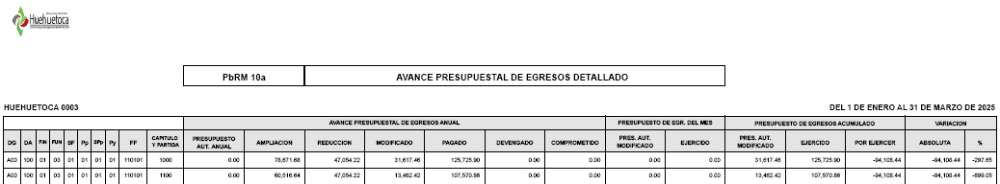 Huehuetoca
PbRM 10a AVANCE PRESUPUESTAL DE EGRESOS DETALLADO
HUEHUETOCA 0003 DEL 1 DE ENERO AL 31 DE MARZO DE 2025
AVANCE PRESUPUESTAL DE EGRESOS ANUAL PRESUPUESTO DE EGR. DEL MES PRESUPUESTO DE EGRESOS ACUMULADO VARIACION
DG DA FIN FUN SF Pp SPp Py FF CAPITULO Y PARTIDA PRESUPUESTO AUT. ANUAL AMPLIACION REDUCCION MODIFICADO PAGADO DEVENGADO COMPROMETIDO PRES. AUT. MODIFICADO EJERCIDO PRES. AUT. MODIFICADO EJERCIDO POR EJERCER ABSOLUTA %
A00 100 01 03 01 01 01 01 110101 1000 0.00 78,671.68 47,054.22 31,617.46 125,725.90 0.00 0.00 0.00 0.00 31,617.46 125,725.90 -94,108.44 -94,108.44 -297.65
A00 100 01 03 01 01 01 01 110101 1100 0.00 60,516.64 47,054.22 13,462.42 107,570.88 0.00 0.00 0.00 0.00 13,462.42 107,570.88 -94,108.44 -94,108.44 -699.05